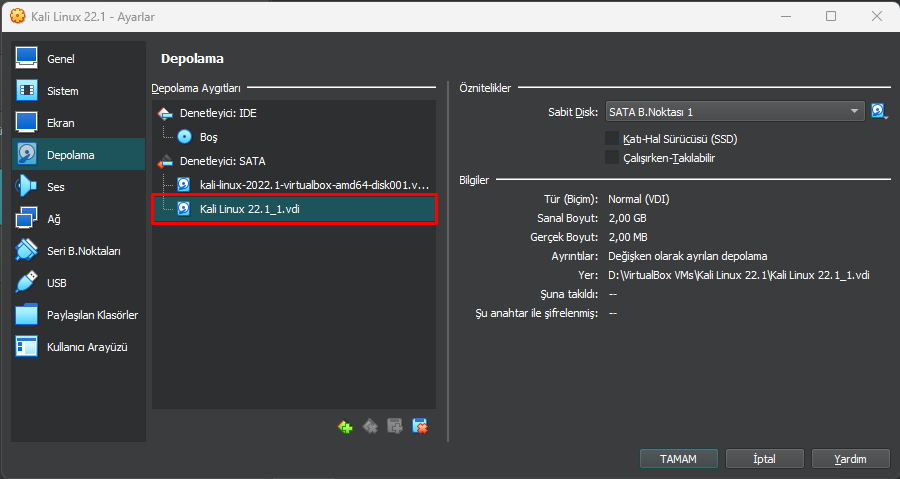 Kali Linux 22.1 - Ayarlar
Genel
Sistem
Ekran
Depolama
Ses
Ağ
Seri B.Noktaları
USB
Paylaşılan Klasörler
Kullanıcı Arayüzü
Depolama
Depolama Aygıtları
Denetleyici: IDE
Boş
Denetleyici: SATA
kali-linux-2022.1-virtualbox-amd64-disk001.v...
Kali Linux 22.1_1.vdi
Öznitelikler
Sabit Disk: SATA B.Noktası 1
Katı-Hal Sürücüsü (SSD)
Çalışırken-Takılabilir
Bilgiler
Tür (Biçim): Normal (VDI)
Sanal Boyut: 2,00 GB
Gerçek Boyut: 2,00 MB
Ayrıntılar: Değişken olarak ayrılan depolama
Yer: D:\VirtualBox VMs\Kali Linux 22.1\Kali Linux 22.1_1.vdi
Şuna takıldı: --
Şu anahtar ile şifrelenmiş: --
TAMAM
İptal
Yardım